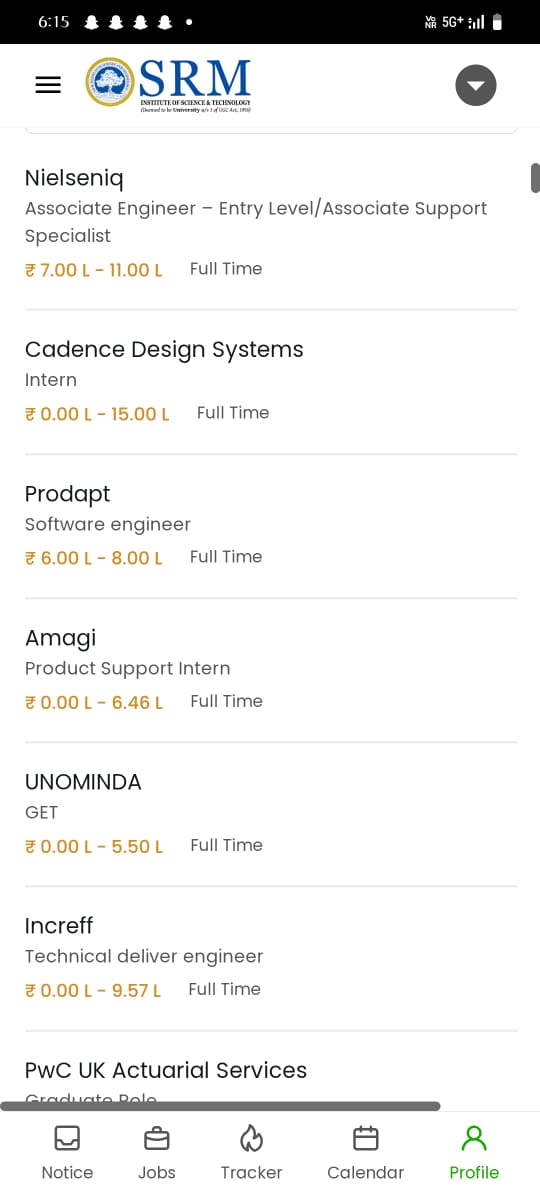 6:15
Vo NR 5G+
SRM
INSTITUTE OF SCIENCE & TECHNOLOGY
(Deemed to be University u/s 3 of UGC Act, 1956)
Nielseniq
Associate Engineer – Entry Level/Associate Support
Specialist
₹ 7.00 L - 11.00 L Full Time
Cadence Design Systems
Intern
₹ 0.00 L - 15.00 L Full Time
Prodapt
Software engineer
₹ 6.00 L - 8.00 L Full Time
Amagi
Product Support Intern
₹ 0.00 L - 6.46 L Full Time
UNOMINDA
GET
₹ 0.00 L - 5.50 L Full Time
Increff
Technical deliver engineer
₹ 0.00 L - 9.57 L Full Time
PwC UK Actuarial Services
Graduate Role
Notice Jobs Tracker Calendar Profile